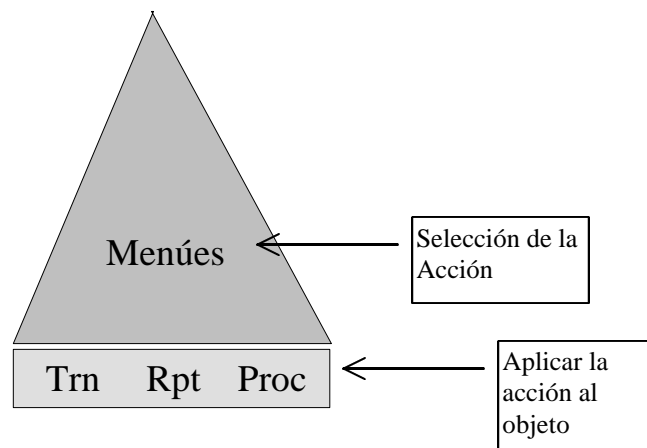 Menúes
Selección de la
Acción
Trn Rpt Proc
Aplicar la
acción al
objeto